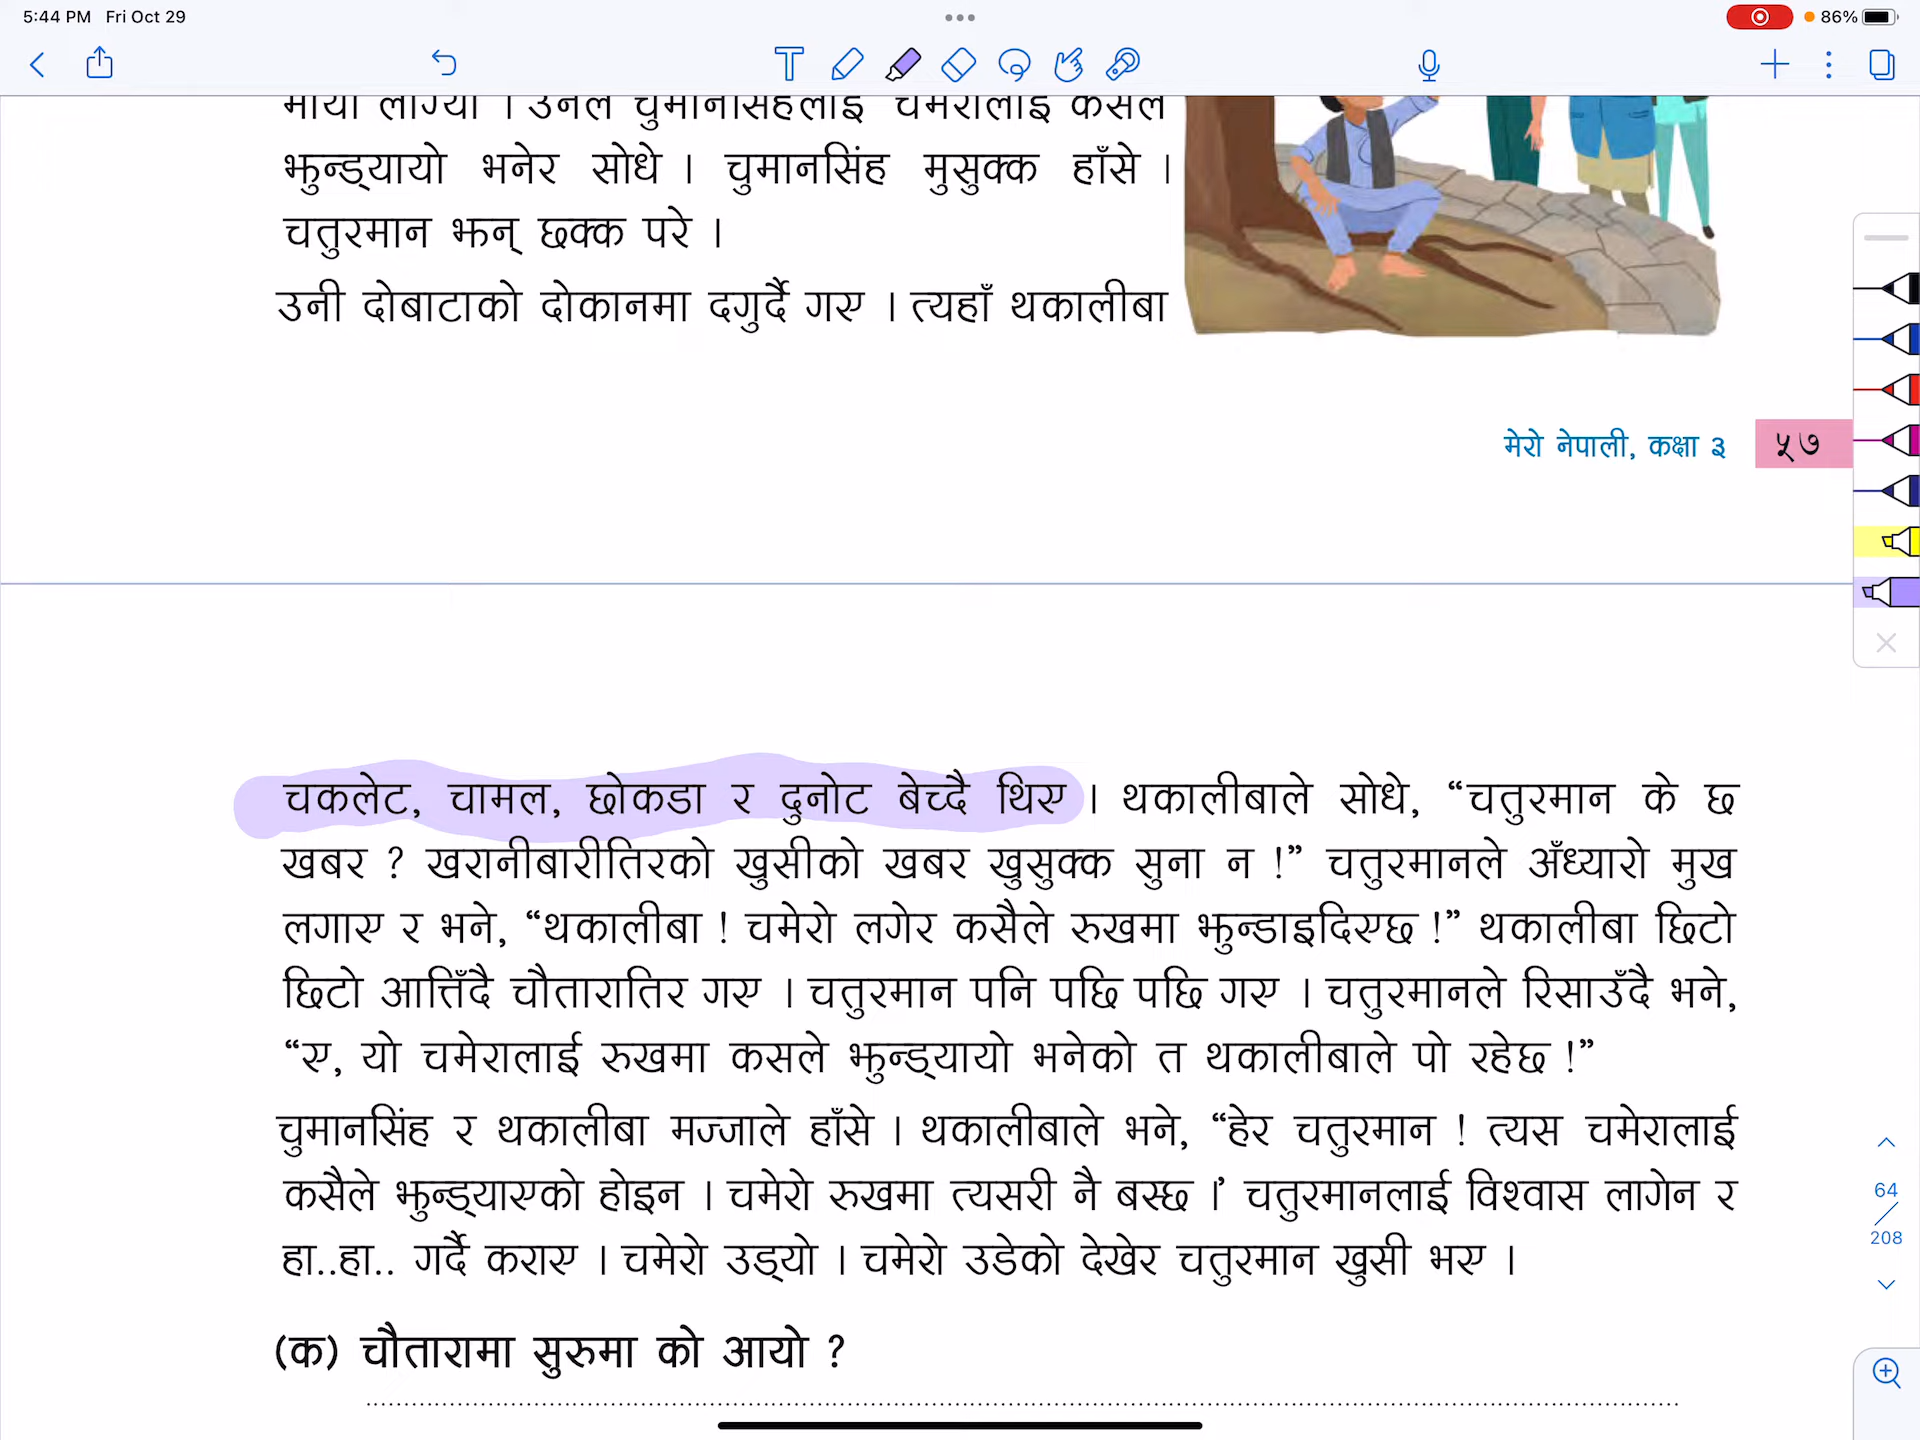 5:44 PM Fri Oct 29
86%
माया लाग्यो । उनले चुमानसिंहलाई चमेरालाई कसले
झुन्ड्यायो भनेर सोधे । चुमानसिंह मुसुक्क हाँसे ।
चतुरमान झन् छक्क परे ।
उनी दोबाटाको दोकानमा दगुर्दै गए । त्यहाँ थकालीबा
मेरो नेपाली, कक्षा ३ ५७
चकलेट, चामल, छोकडा र दुनोट बेच्दै थिए । थकालीबाले सोधे, “चतुरमान के छ
खबर ? खरानीबारीतिरको खुसीको खबर खुसुक्क सुना न !” चतुरमानले अँध्यारो मुख
लगाए र भने, “थकालीबा ! चमेरो लगेर कसैले रुखमा झुन्डाइदिएछ !” थकालीबा छिटो
छिटो आत्तिँदै चौतारातिर गए । चतुरमान पनि पछि पछि गए । चतुरमानले रिसाउँदै भने,
“ए, यो चमेरालाई रुखमा कसले झुन्ड्यायो भनेको त थकालीबाले पो रहेछ !”
चुमानसिंह र थकालीबा मज्जाले हाँसे । थकालीबाले भने, “हेर चतुरमान ! त्यस चमेरालाई
कसैले झुन्ड्याएको होइन । चमेरो रुखमा त्यसरी नै बस्छ ।’ चतुरमानलाई विश्वास लागेन र
हा..हा.. गर्दै कराए । चमेरो उड्यो । चमेरो उडेको देखेर चतुरमान खुसी भए ।
(क) चौतारामा सुरुमा को आयो ?
64
208